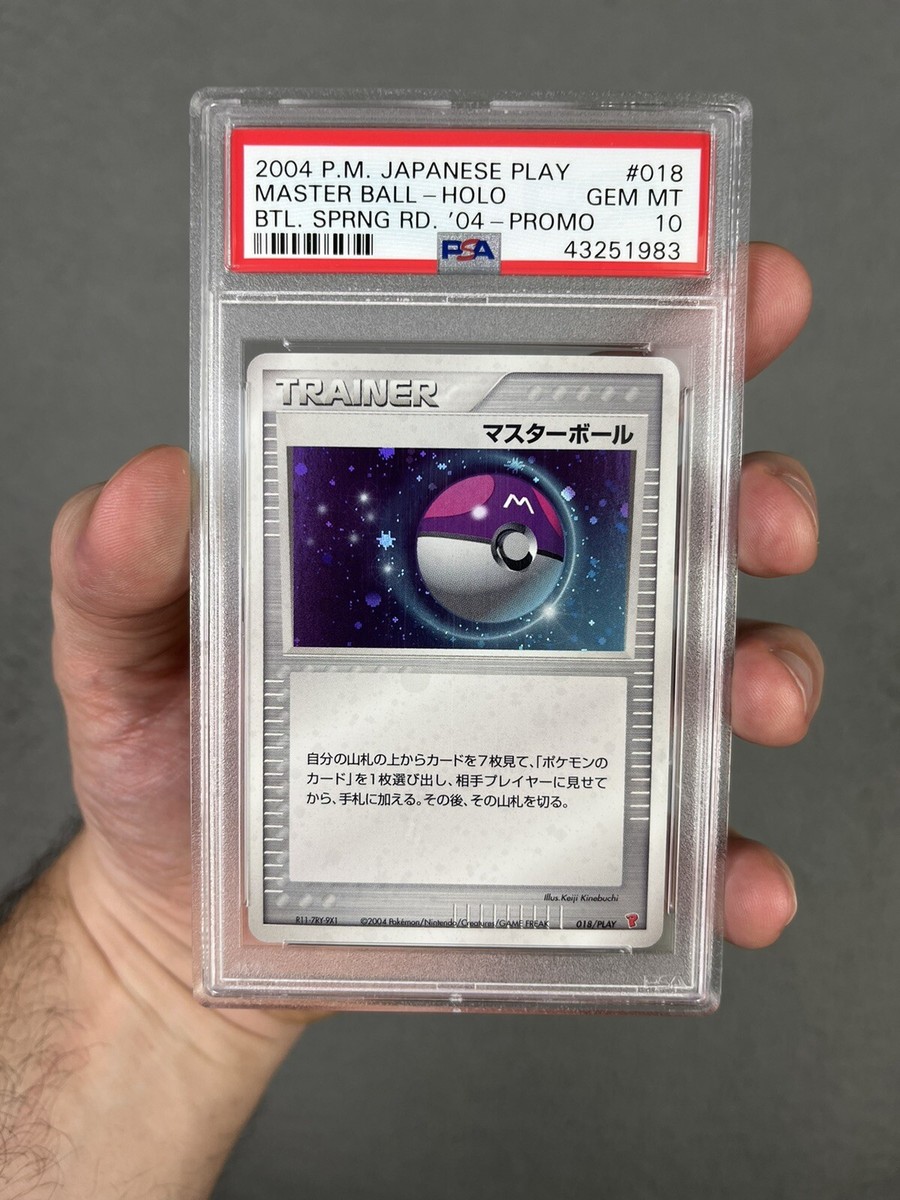 2004 P.M. JAPANESE PLAY #018
MASTER BALL-HOLO GEM MT
BTL. SPRNG RD. '04-PROMO 10
PSA 43251983
TRAINER
マスターボール
M
自分の山札の上からカードを7枚見て、「ポケモンの
カード」を1枚選び出し、相手プレイヤーに見せて
から、手札に加える。その後、その山札を切る。
Illus.Keiji Kinebuchi
R11-7RY-9X1 ©2004 Pokémon/Nintendo/Creatures/GAME FREAK 018/PLAY
PSA